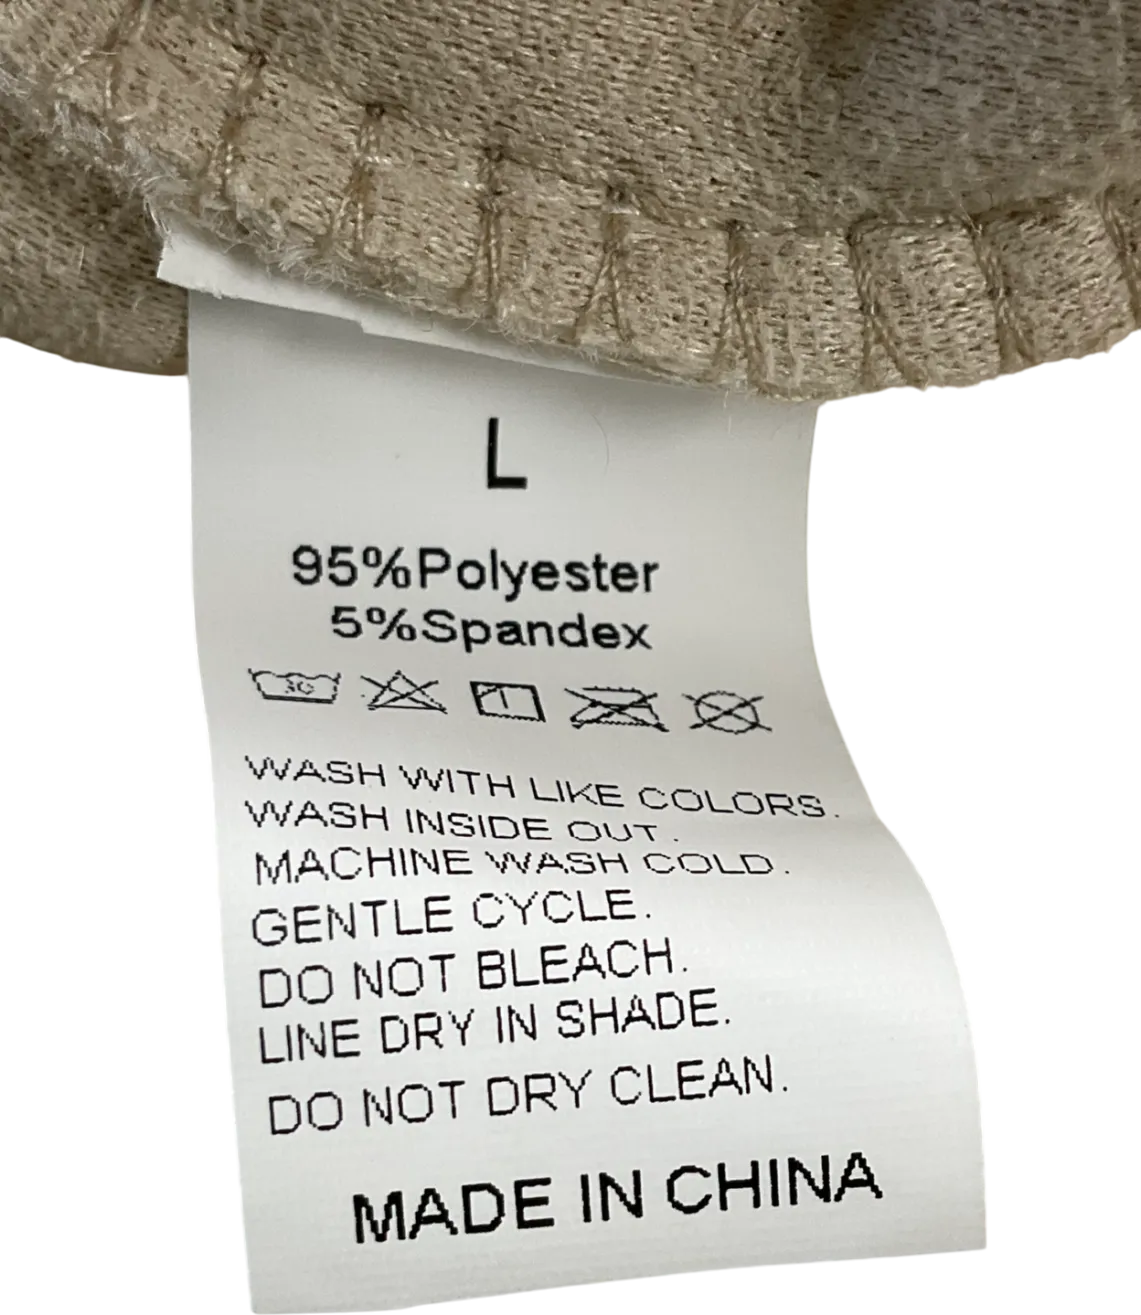 L
95%Polyester
5%Spandex
30
WASH WITH LIKE COLORS.
WASH INSIDE OUT.
MACHINE WASH COLD.
GENTLE CYCLE.
DO NOT BLEACH.
LINE DRY IN SHADE.
DO NOT DRY CLEAN.
MADE IN CHINA